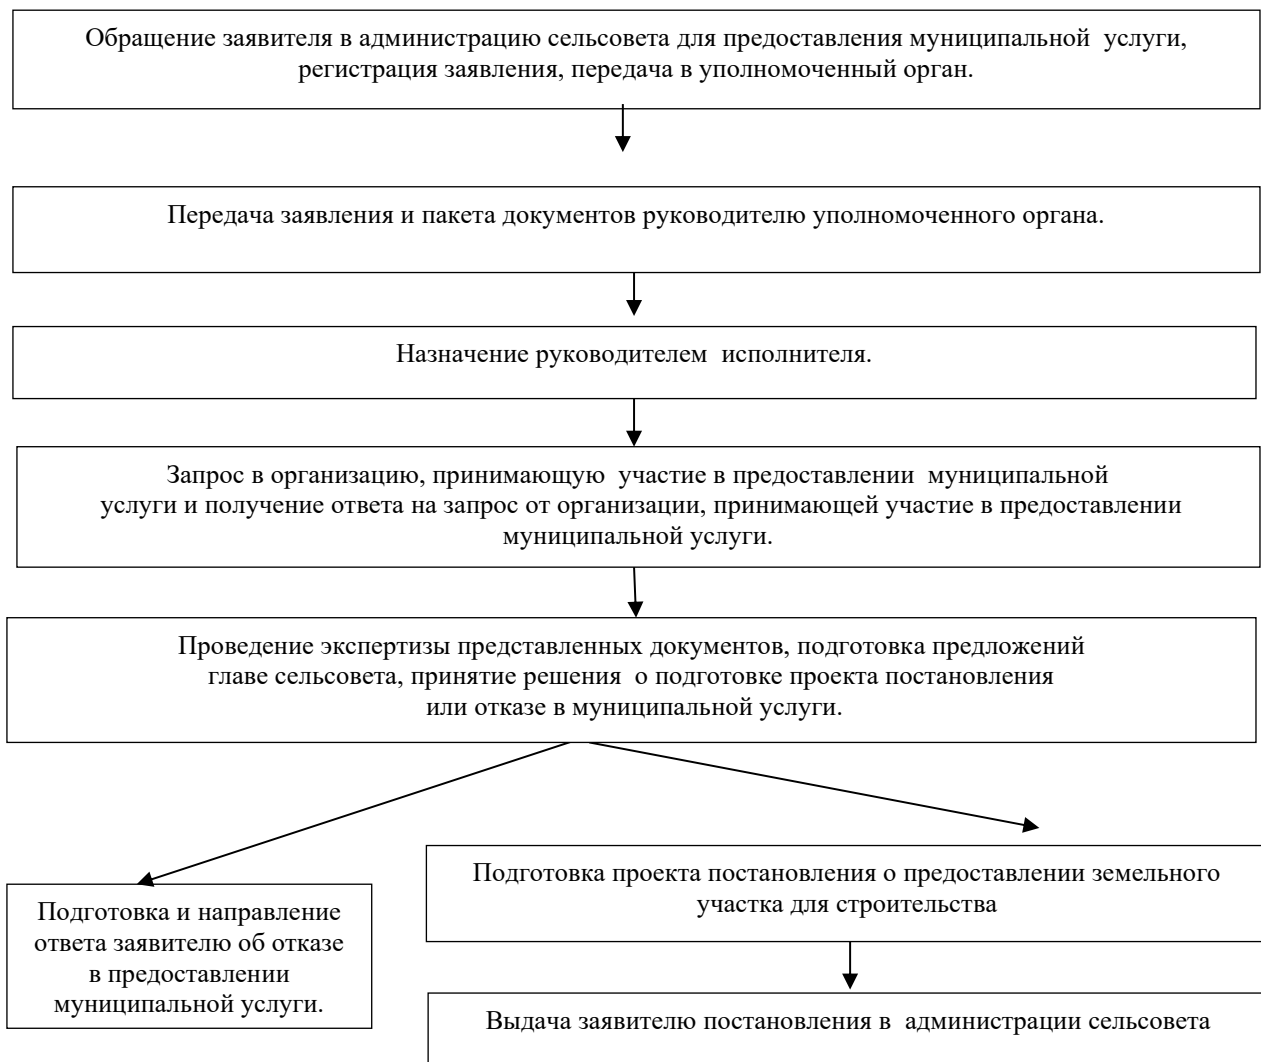 Обращение заявителя в администрацию сельсовета для предоставления муниципальной  услуги,
регистрация заявления, передача в уполномоченный орган.
Передача заявления и пакета документов руководителю уполномоченного органа.
Назначение руководителем  исполнителя.
Запрос в организацию, принимающую  участие в предоставлении  муниципальной
услуги и получение ответа на запрос от организации, принимающей участие в предоставлении
муниципальной услуги.
Проведение экспертизы представленных документов, подготовка предложений
главе сельсовета, принятие решения  о подготовке проекта постановления
или отказе в муниципальной услуги.
Подготовка и направление
ответа заявителю об отказе
в предоставлении
муниципальной услуги.
Подготовка проекта постановления о предоставлении земельного
участка для строительства
Выдача заявителю постановления в  администрации сельсовета